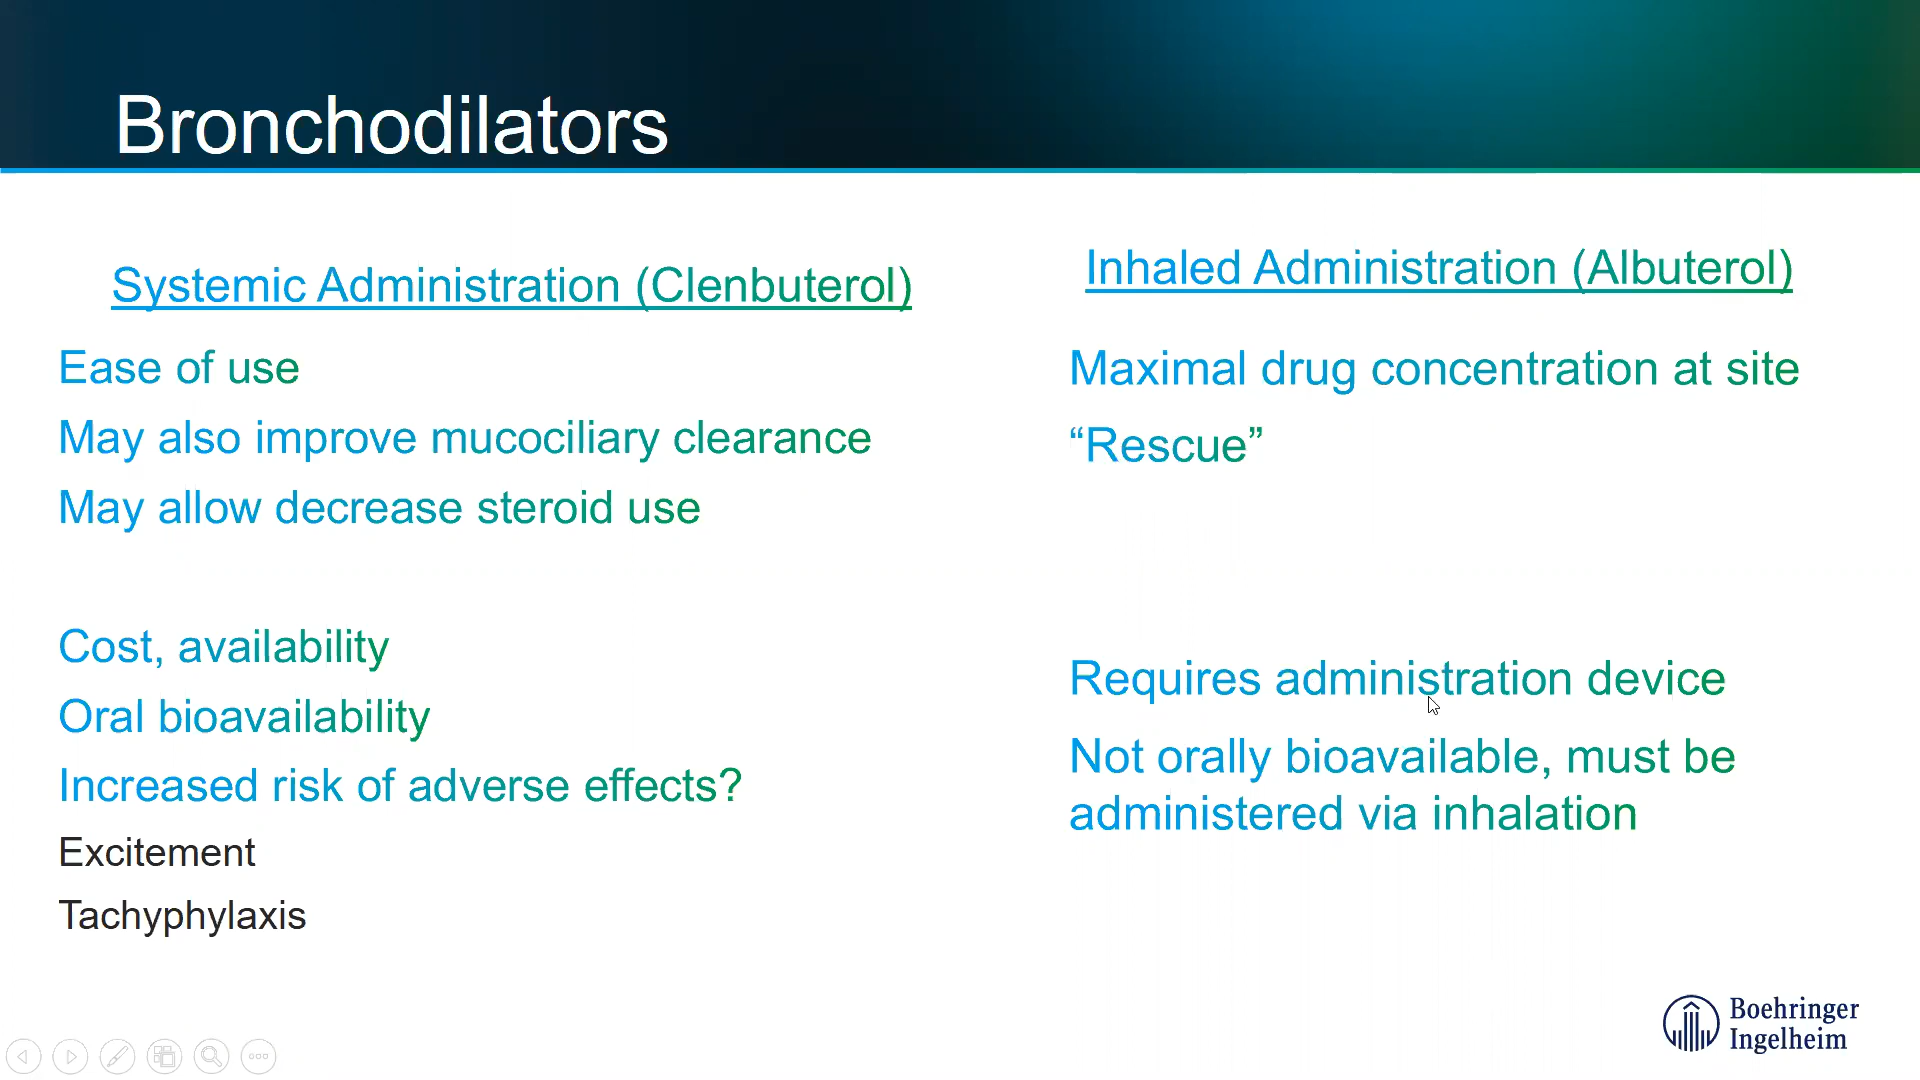 Bronchodilators
Systemic Administration (Clenbuterol)
Ease of use
May also improve mucociliary clearance
May allow decrease steroid use
Cost, availability
Oral bioavailability
Increased risk of adverse effects?
Excitement
Tachyphylaxis
Inhaled Administration (Albuterol)
Maximal drug concentration at site
“Rescue”
Requires administration device
Not orally bioavailable, must be
administered via inhalation
Boehringer
Ingelheim